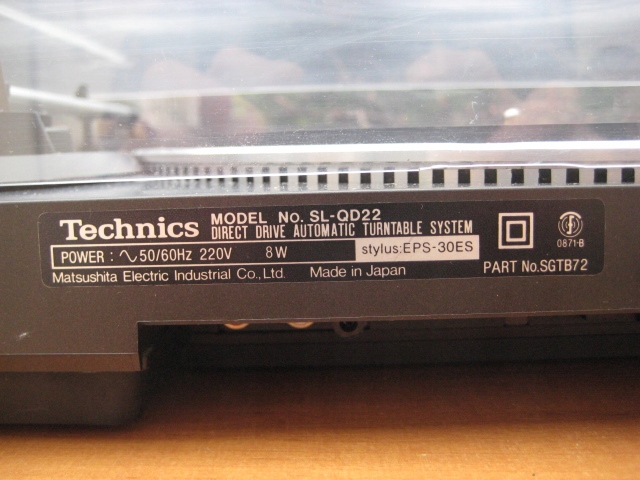 Technics MODEL No. SL-QD22
DIRECT DRIVE AUTOMATIC TURNTABLE SYSTEM
POWER : ∿ 50/60Hz 220V 8W stylus:EPS-30ES
Matsushita Electric Industrial Co., Ltd. Made in Japan PART No.SGTB72
0871-B